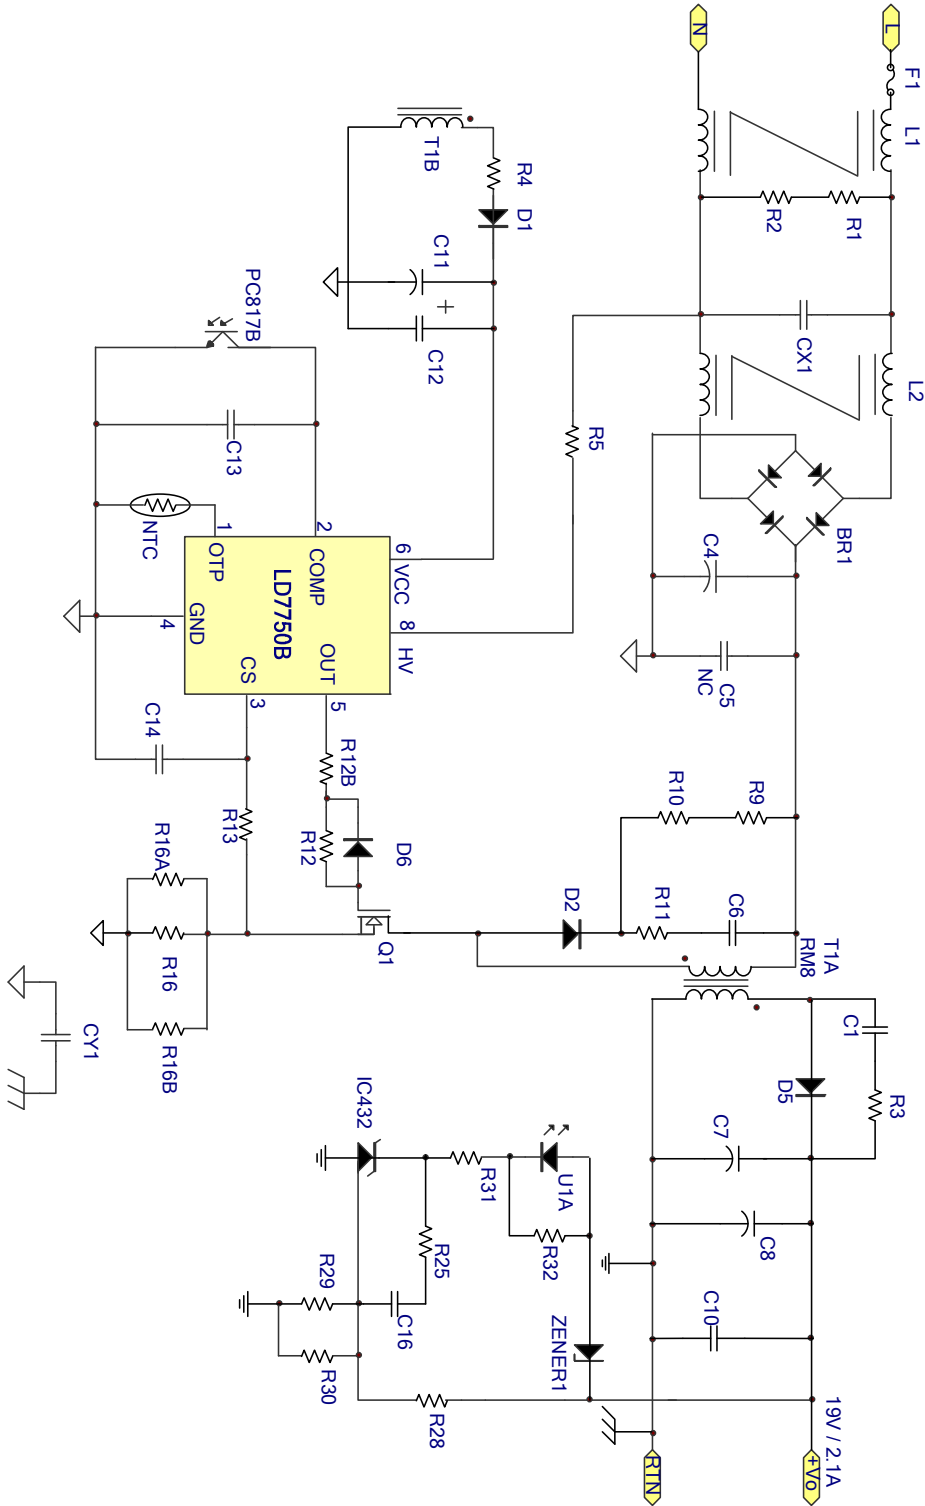 L
N
F1
L1
R1
R2
CX1
L2
BR1
R5
T1B
R4
D1
C11
+
C12
PC817B
C13
NTC
1
OTP
2
COMP
6
VCC
8
HV
LD7750B
GND
4
CS
3
OUT
5
C4
C5
NC
C14
R13
R12B
R12
D6
R10
R9
R11
C6
D2
Q1
T1A
RM8
R16A
R16
R16B
CY1
C1
R3
D5
C7
C8
C10
IC432
R31
U1A
R32
R25
C16
R29
R30
R28
ZENER1
19V / 2.1A
+Vo
RTN